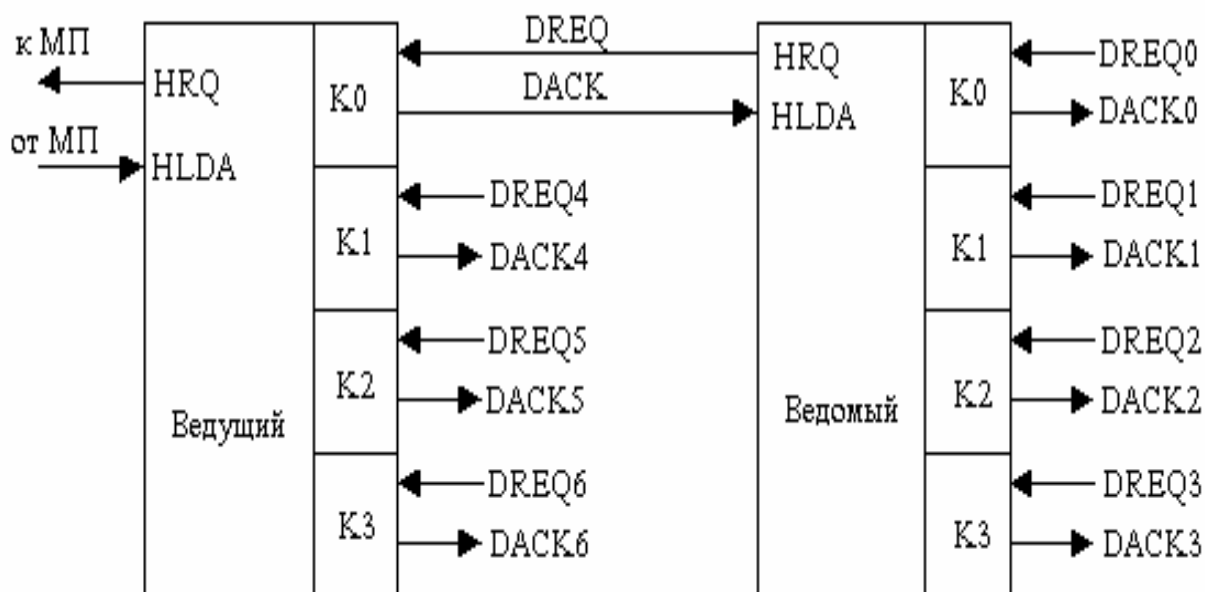 к МП
HRQ
от МП
HLDA
Ведущий
K0
K1
K2
K3
DREQ
DACK
DREQ4
DACK4
DREQ5
DACK5
DREQ6
DACK6
HRQ
HLDA
Ведомый
K0
K1
K2
K3
DREQ0
DACK0
DREQ1
DACK1
DREQ2
DACK2
DREQ3
DACK3